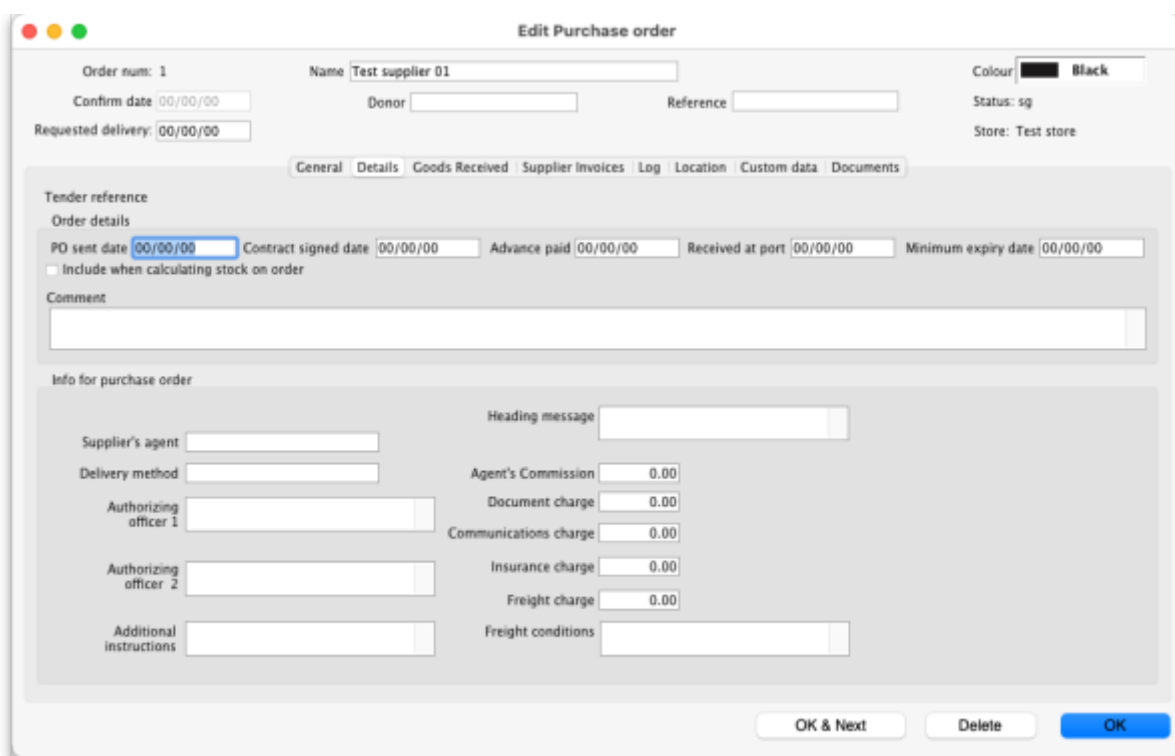 Edit Purchase order
Order num: 1 Name Test supplier 01 Colour Black
Confirm date 00/00/00 Donor Reference Status: sg
Requested delivery: 00/00/00 Store: Test store
General Details Goods Received Supplier Invoices Log Location Custom data Documents
Tender reference
Order details
PO sent date 00/00/00 Contract signed date 00/00/00 Advance paid 00/00/00 Received at port 00/00/00 Minimum expiry date 00/00/00
Include when calculating stock on order
Comment
Info for purchase order
Heading message
Supplier's agent
Delivery method Agent's Commission 0.00
Authorizing officer 1 Document charge 0.00
Communications charge 0.00
Authorizing officer 2 Insurance charge 0.00
Freight charge 0.00
Additional instructions Freight conditions
OK & Next Delete OK